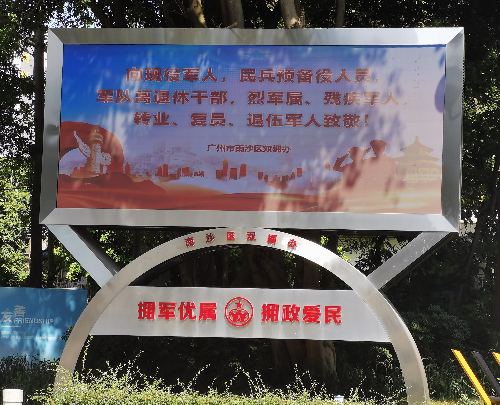 向现役军人，民兵预备役人员，
军队离退休干部、烈军属、残疾军人、
转业、复员、退伍军人致敬！
广州市南沙区双拥办
南沙区双拥办
拥军优属 拥政爱民
友善
FRIENDSHIP